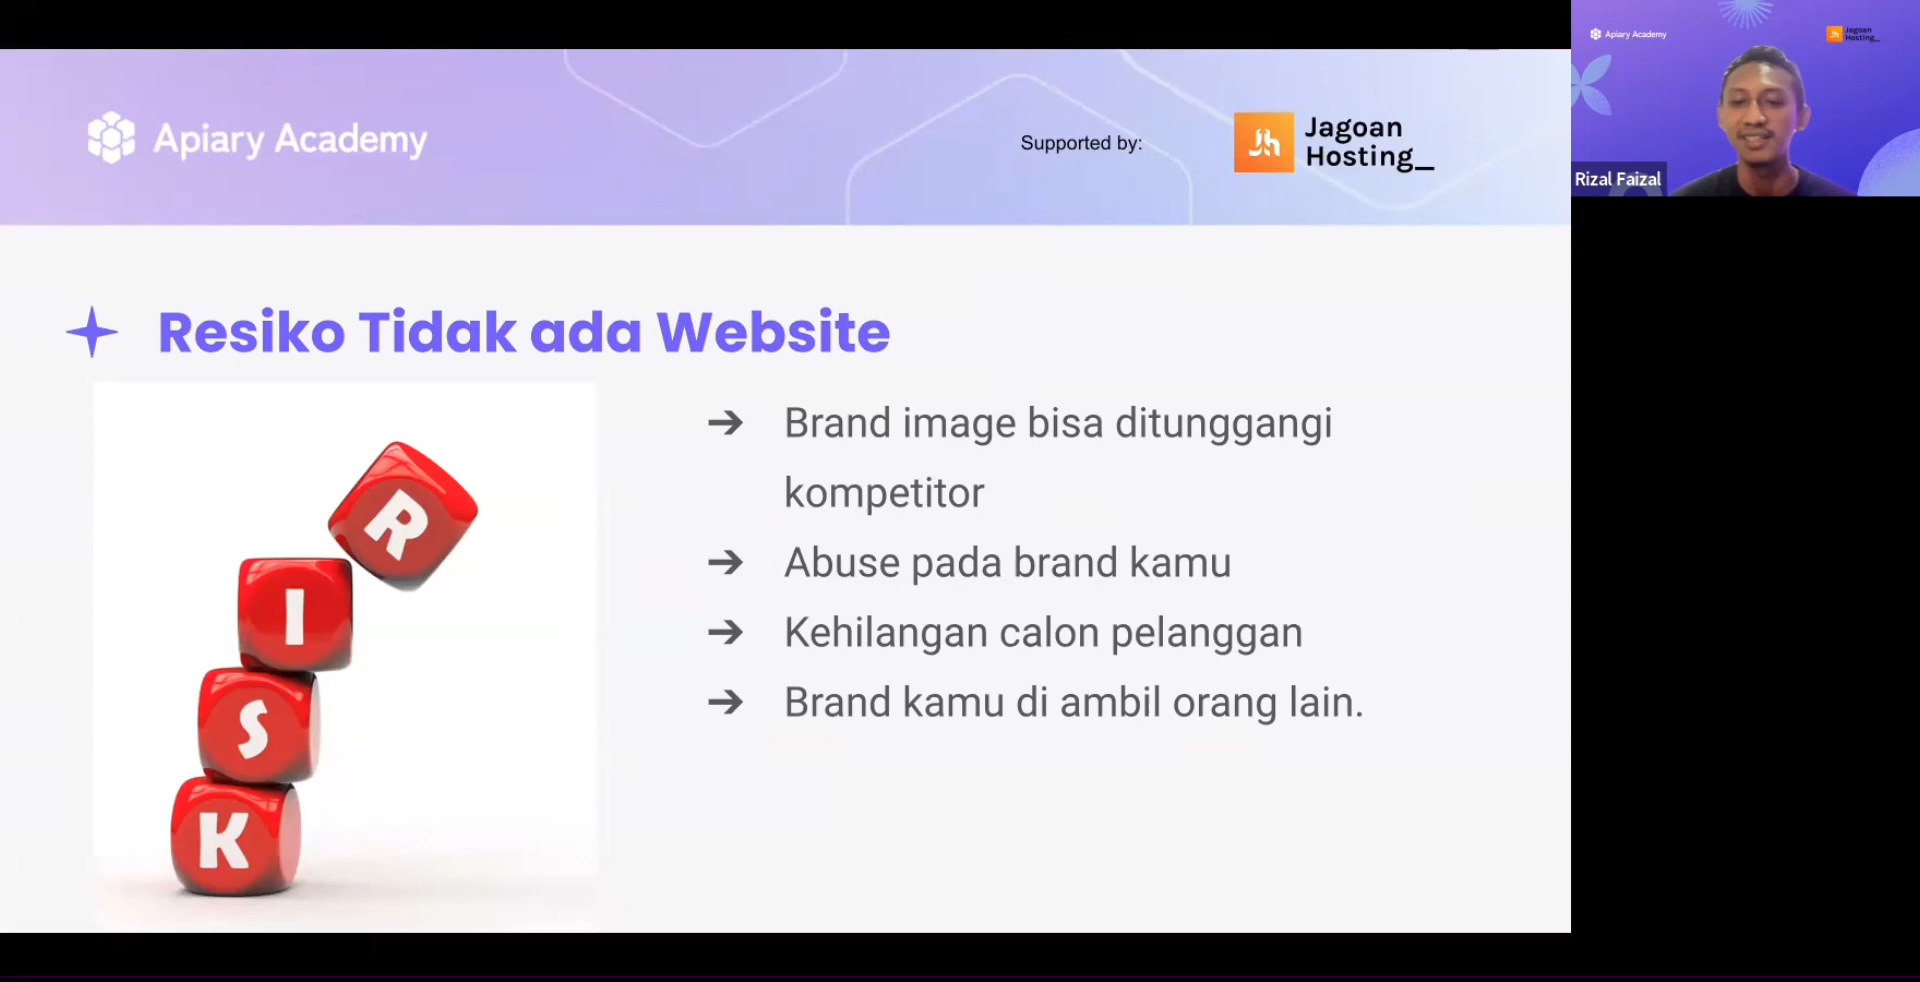 Apiary Academy
Supported by:
Jagoan
Hosting_
Apiary Academy
Jagoan
Hosting_
Rizal Faizal
Resiko Tidak ada Website
R
I
S
K
➔ Brand image bisa ditunggangi
kompetitor
➔ Abuse pada brand kamu
➔ Kehilangan calon pelanggan
➔ Brand kamu di ambil orang lain.